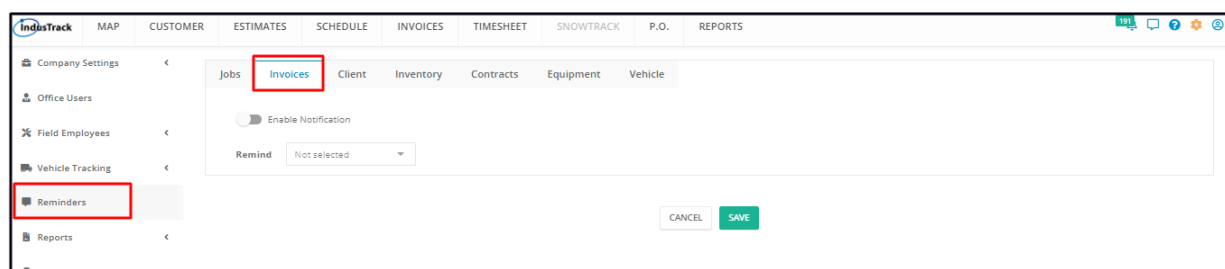 IndusTrack MAP CUSTOMER ESTIMATES SCHEDULE INVOICES TIMESHEET SNOWTRACK P.O. REPORTS 191
Company Settings
Jobs Invoices Client Inventory Contracts Equipment Vehicle
Office Users
Enable Notification
Field Employees
Remind Not selected
Vehicle Tracking
Reminders
CANCEL SAVE
Reports